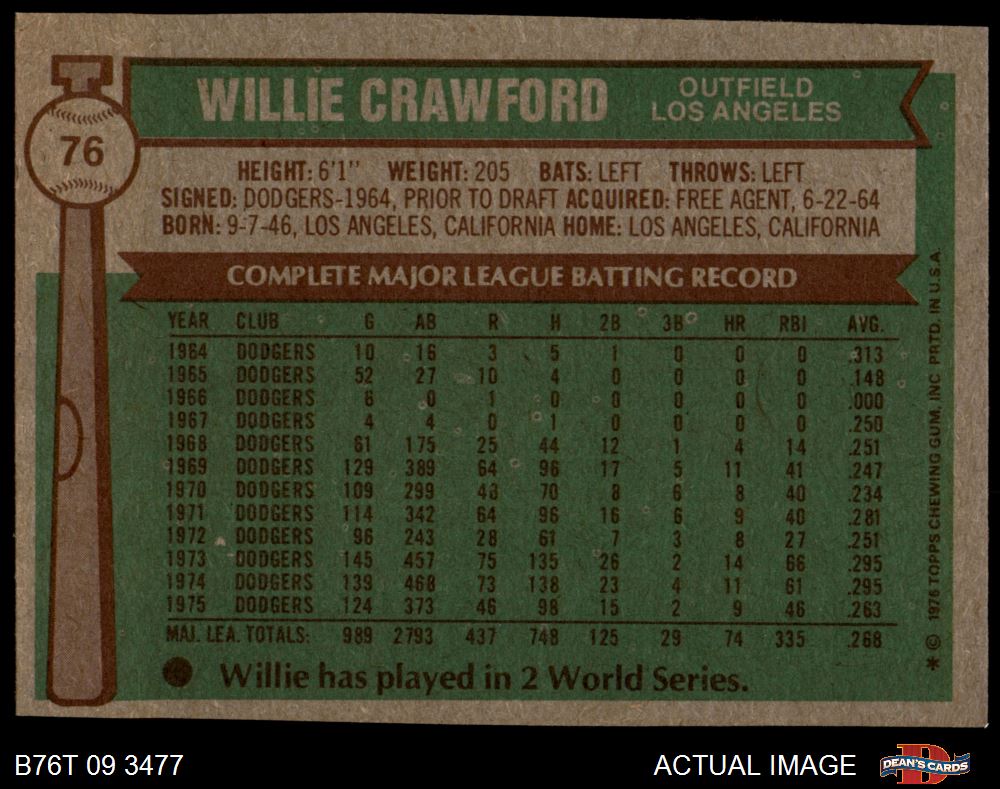 76
WILLIE CRAWFORD
OUTFIELD
LOS ANGELES
HEIGHT: 6'1" WEIGHT: 205 BATS: LEFT THROWS: LEFT
SIGNED: DODGERS-1964, PRIOR TO DRAFT ACQUIRED: FREE AGENT, 6-22-64
BORN: 9-7-46, LOS ANGELES, CALIFORNIA HOME: LOS ANGELES, CALIFORNIA
COMPLETE MAJOR LEAGUE BATTING RECORD
YEAR CLUB G AB R H 2B 3B HR RBI AVG.
1964 DODGERS 10 16 3 5 1 0 0 0 .313
1965 DODGERS 52 27 10 4 0 0 0 0 .148
1966 DODGERS 6 0 1 0 0 0 0 0 .000
1967 DODGERS 4 4 0 1 0 0 0 0 .250
1968 DODGERS 61 175 25 44 12 1 4 14 .251
1969 DODGERS 129 389 64 96 17 5 11 41 .247
1970 DODGERS 109 299 43 70 8 6 8 40 .234
1971 DODGERS 114 342 64 96 16 6 9 40 .281
1972 DODGERS 96 243 28 61 7 3 8 27 .251
1973 DODGERS 145 457 75 135 26 2 14 66 .295
1974 DODGERS 139 468 73 138 23 4 11 61 .295
1975 DODGERS 124 373 46 98 15 2 9 46 .263
MAJ. LEA. TOTALS: 989 2793 437 748 125 29 74 335 .268
Willie has played in 2 World Series.
* © 1976 TOPPS CHEWING GUM, INC PRTD. IN U.S.A.
B76T 09 3477
ACTUAL IMAGE
DEAN'S CARDS